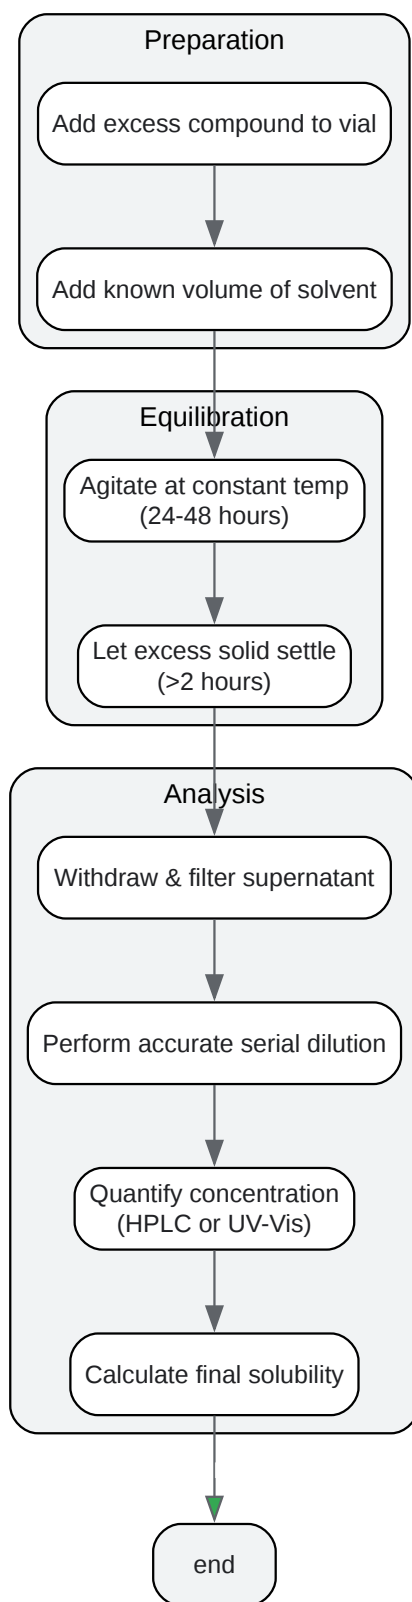 Preparation
Add excess compound to vial
Add known volume of solvent
Equilibration
Agitate at constant temp
(24-48 hours)
Let excess solid settle
(>2 hours)
Analysis
Withdraw & filter supernatant
Perform accurate serial dilution
Quantify concentration
(HPLC or UV-Vis)
Calculate final solubility
end